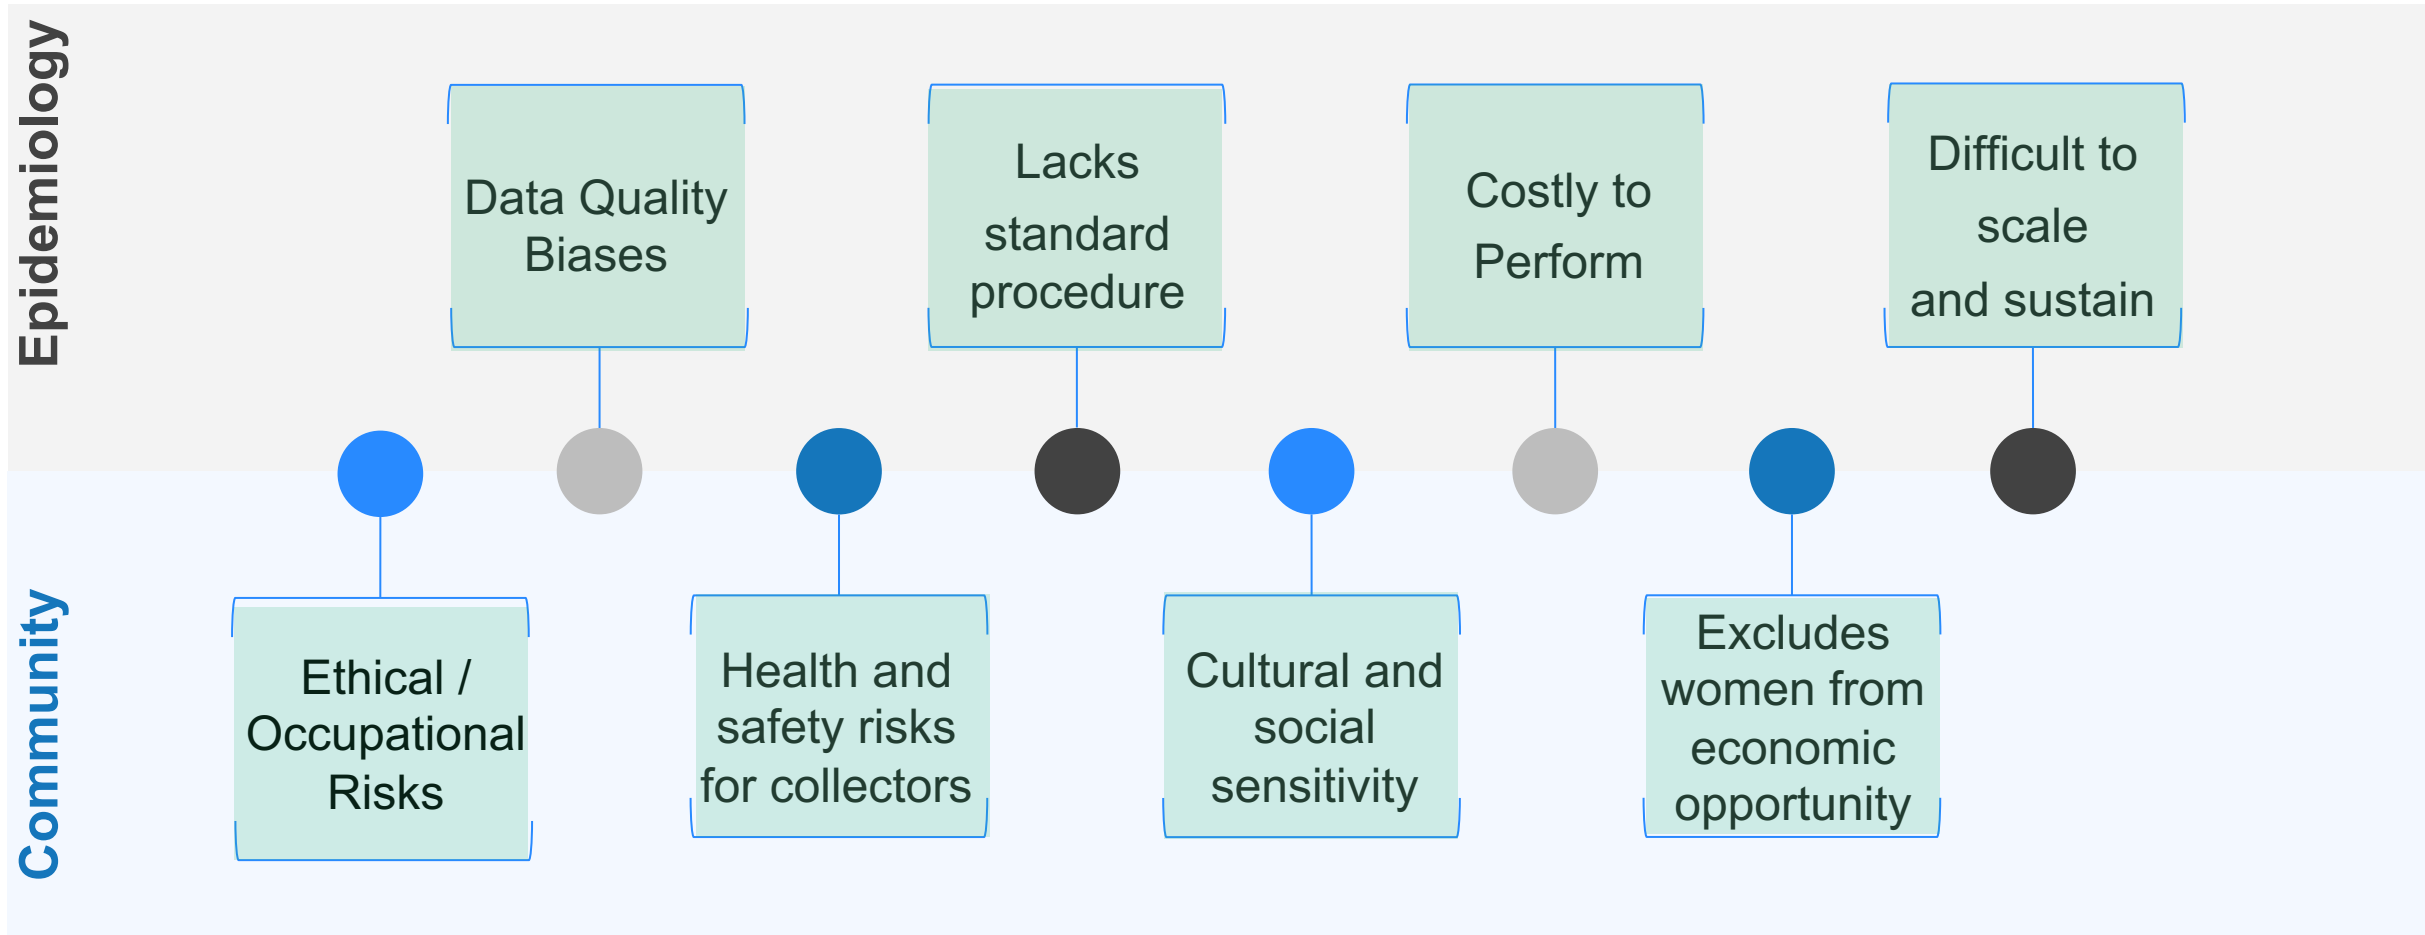 Epidemiology
Data Quality
Biases
Lacks
standard
procedure
Costly to
Perform
Difficult to
scale
and sustain
Community
Ethical /
Occupational
Risks
Health and
safety risks
for collectors
Cultural and
social
sensitivity
Excludes
women from
economic
opportunity